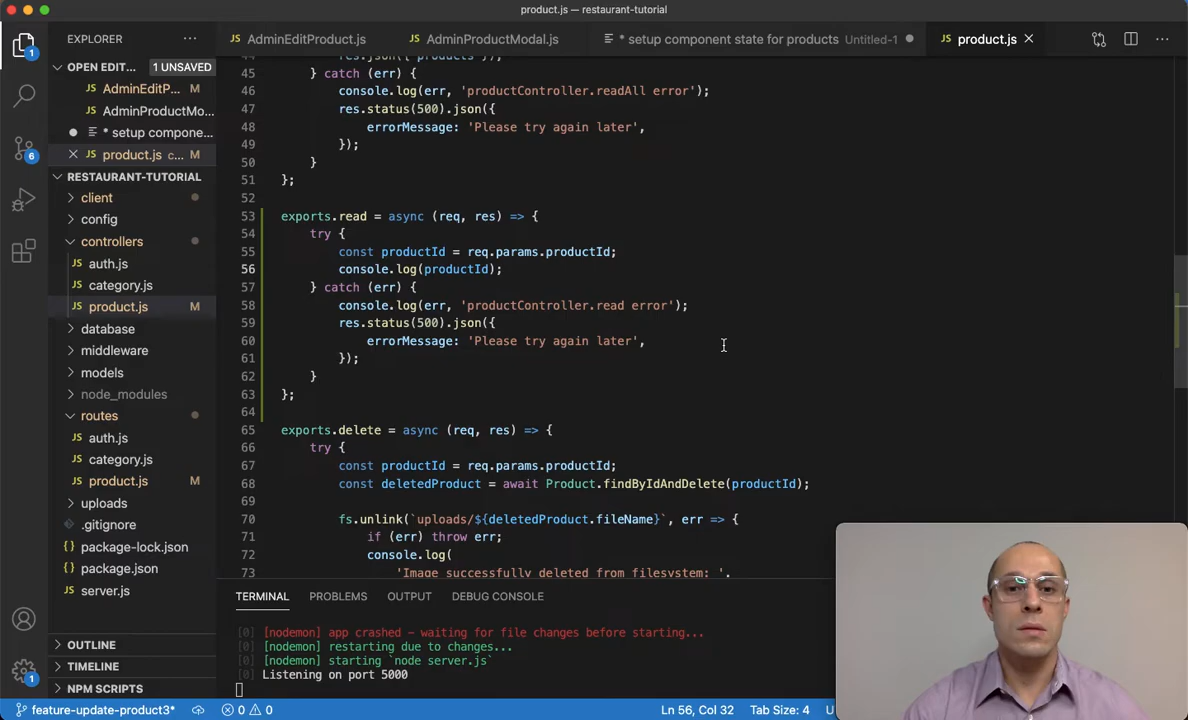 product.js — restaurant-tutorial
EXPLORER
AdminEditProduct.js
AdminProductModal.js
* setup component state for products Untitled-1
product.js
OPEN EDIT... 1 UNSAVED
AdminEditP... M
AdminProductMo...
* setup compone...
product.js c... M
RESTAURANT-TUTORIAL
client
config
controllers
auth.js
category.js
product.js M
database
middleware
models
node_modules
routes
auth.js
category.js
product.js M
uploads
.gitignore
package-lock.json
package.json
server.js
OUTLINE
TIMELINE
NPM SCRIPTS
45 } catch (err) {
46 console.log(err, 'productController.readAll error');
47 res.status(500).json({
48 errorMessage: 'Please try again later',
49 });
50 }
51 };
52
53 exports.read = async (req, res) => {
54 try {
55 const productId = req.params.productId;
56 console.log(productId);
57 } catch (err) {
58 console.log(err, 'productController.read error');
59 res.status(500).json({
60 errorMessage: 'Please try again later',
61 });
62 }
63 };
64
65 exports.delete = async (req, res) => {
66 try {
67 const productId = req.params.productId;
68 const deletedProduct = await Product.findByIdAndDelete(productId);
69
70 fs.unlink(`uploads/${deletedProduct.fileName}`, err => {
71 if (err) throw err;
72 console.log(
73 'Image successfully deleted from filesystem: ',
TERMINAL PROBLEMS OUTPUT DEBUG CONSOLE
[0] [nodemon] app crashed - waiting for file changes before starting...
[0] [nodemon] restarting due to changes...
[0] [nodemon] starting `node server.js`
[0] Listening on port 5000
1
6
1
feature-update-product3* 0 0 Ln 56, Col 32 Tab Size: 4